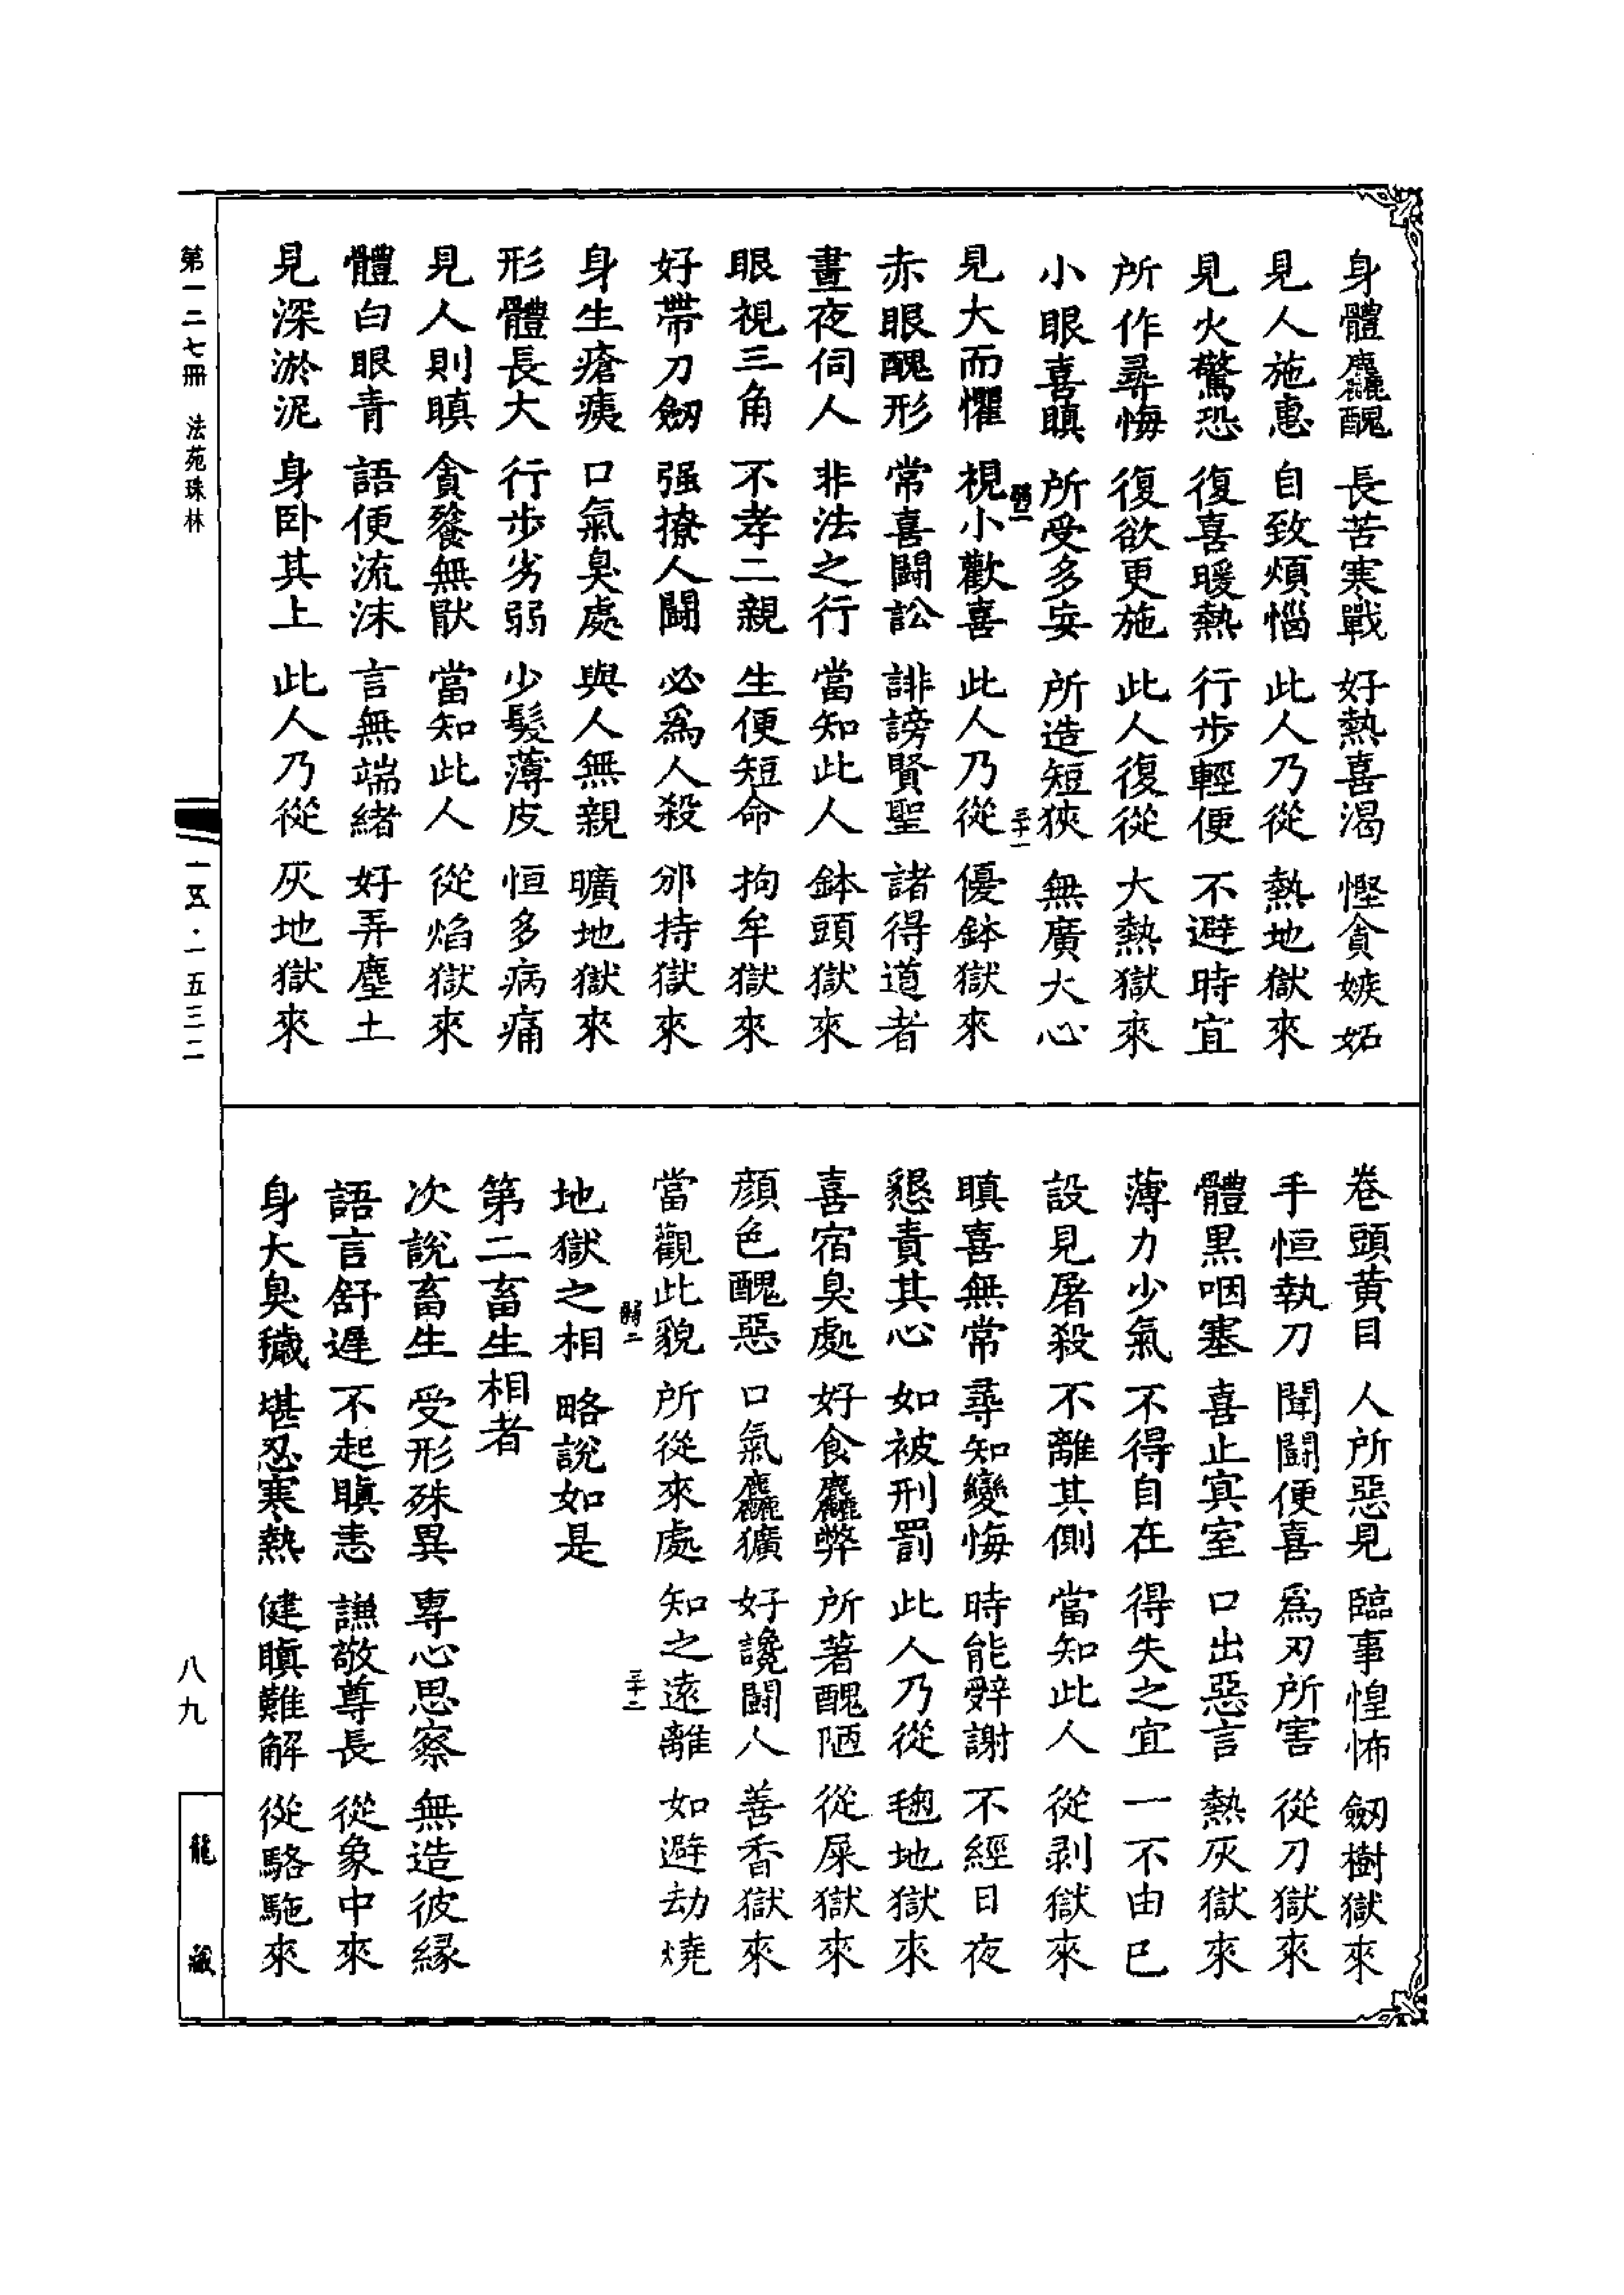 身體麤醜 長苦寒戰 好熱喜渴 慳貪嫉妬
見人施惠 自致煩惱 此人乃從 熱地獄來
見火驚恐 復喜暖熱 行步輕便 不避時宜
所作尋悔 復欲更施 此人復從 大熱獄來
小眼喜瞋 所受多妄 所造短狹 無廣大心
見大而懼 視小歡喜 此人乃從 優鉢獄來
赤眼醜形 常喜鬪訟 誹謗賢聖 諸得道者
晝夜伺人 非法之行 當知此人 鉢頭獄來
眼視三角 不孝二親 生便短命 拘牟獄來
好帶刀劒 强撩人鬪 必爲人殺 邠持獄來
身生瘡痍 口氣臭處 與人無親 曠地獄來
形體長大 行步劣弱 少髮薄皮 恒多病痛
見人則瞋 貪餮無猒 當知此人 從焰獄來
體白眼青 語便流沫 言無端緒 好弄塵土
見深淤泥 身卧其上 此人乃從 灰地獄來
卷頭黄目 人所惡見 臨事惶怖 劒樹獄來
手恒執刀 聞鬪便喜 爲刃所害 從刀獄來
體黒咽塞 喜止㝠室 口出惡言 熱灰獄來
薄力少氣 不得自在 得失之宜 一不由已
設見屠殺 不離其側 當知此人 從剥獄來
瞋喜無常 尋知變悔 時能辤謝 不經日夜
懇責其心 如被刑罰 此人乃從 毱地獄來
喜宿臭處 好食麤弊 所著醜陋 從屎獄來
顔色醜惡 口氣麤獷 好讒鬪人 善香獄來
當觀此貌 所從來處 知之遠離 如避劫燒
三十二
地獄之相 略說如是
第二畜生相者
次說畜生 受形殊異 專心思察 無造彼縁
語言舒遲 不起瞋恚 謙敬尊長 從象中來
身大臭穢 堪忍寒熱 健瞋難解 從駱駞來
第一二七冊 法苑珠林
一五·一五三二
八九
龍藏